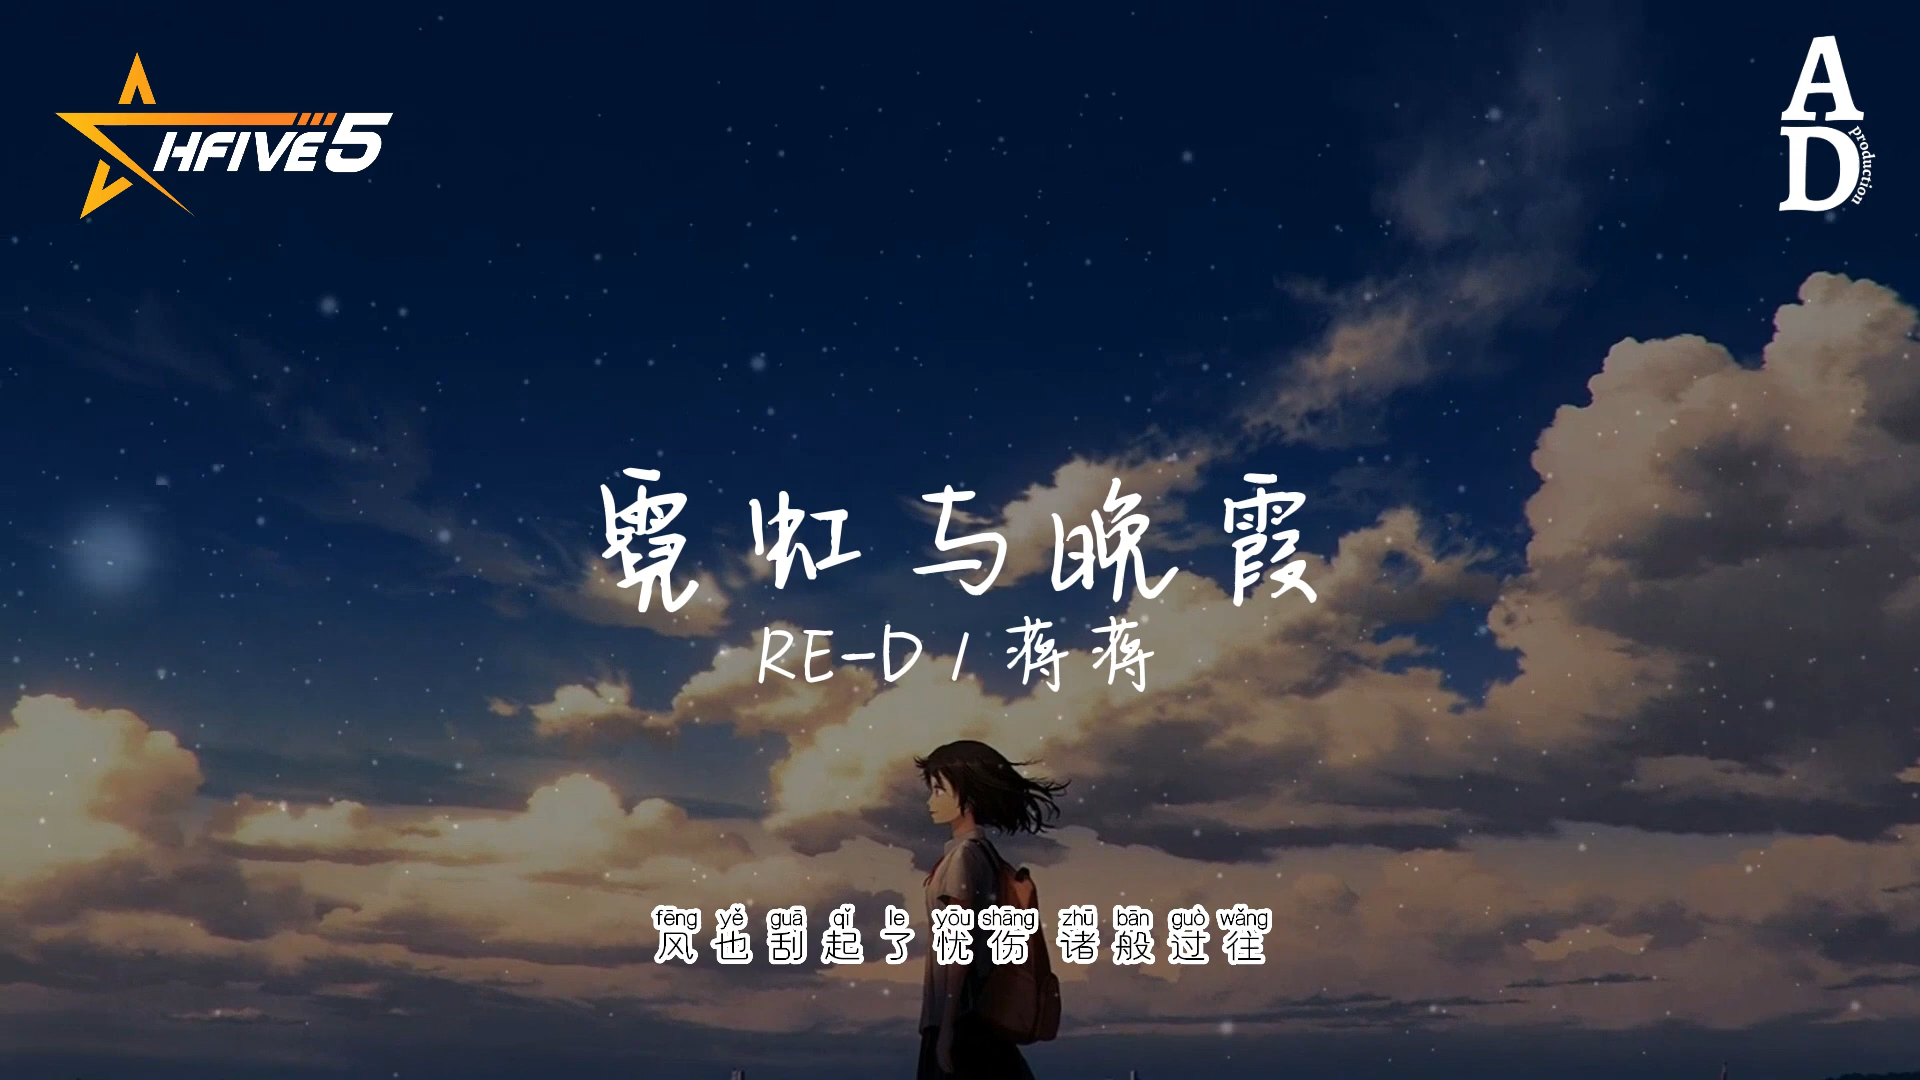 HFIVE5
AD
production
霓虹与晚霞
RE-D / 蒋蒋
fēng yě guā qǐ le yōu shāng zhū bān guò wǎng
风也刮起了忧伤 诸般过往